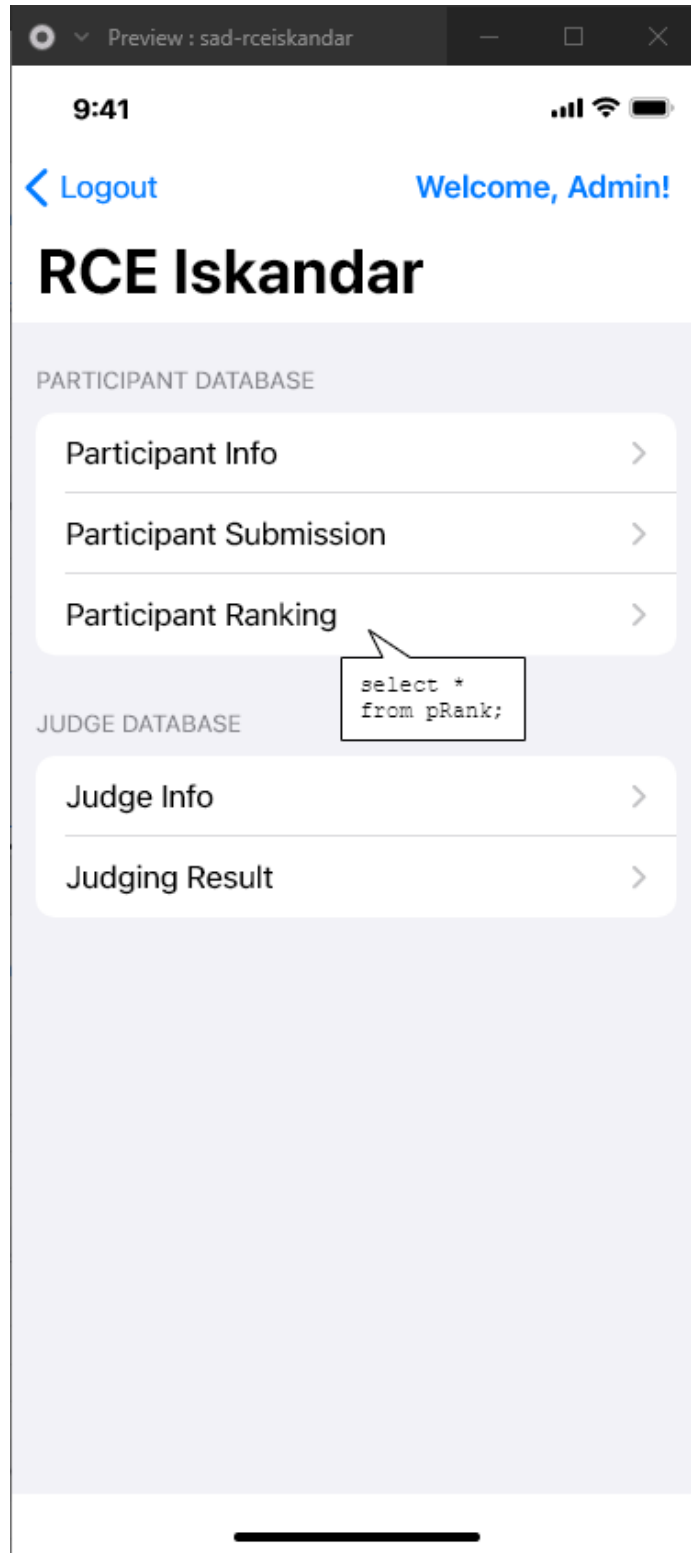 Preview : sad-rceiskandar
9:41
Logout
Welcome, Admin!
RCE Iskandar
PARTICIPANT DATABASE
Participant Info
Participant Submission
Participant Ranking
select *
from pRank;
JUDGE DATABASE
Judge Info
Judging Result